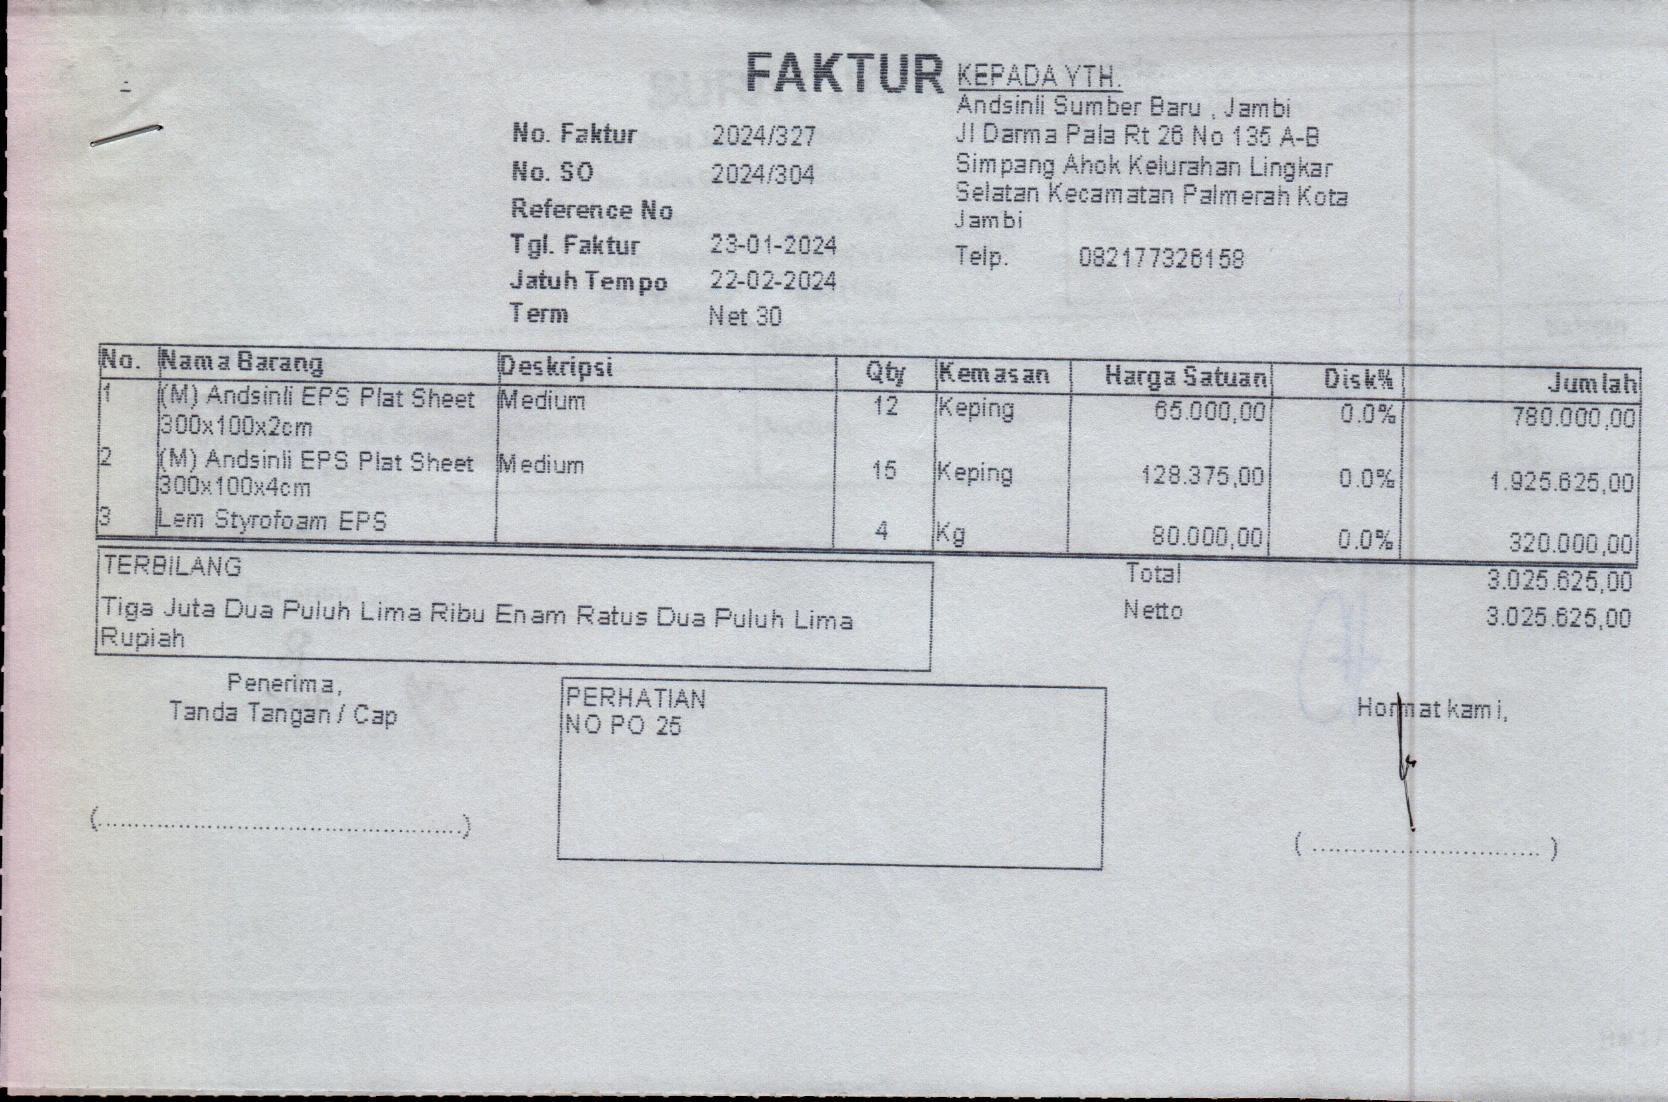 FAKTUR
No. Faktur 2024/327
No. SO 2024/304
Reference No
Tgl. Faktur 23-01-2024
Jatuh Tempo 22-02-2024
Term Net 30
KEPADA YTH.
Andsinli Sumber Baru , Jambi
Jl Darma Pala Rt 26 No 135 A-B
Simpang Ahok Kelurahan Lingkar
Selatan Kecamatan Palmerah Kota
Jambi
Telp. 082177326158
No. Nama Barang Deskripsi Qty Kemasan Harga Satuan Disk% Jumlah
1 (M) Andsinli EPS Plat Sheet Medium 12 Keping 65.000,00 0.0% 780.000,00
300x100x2cm
2 (M) Andsinli EPS Plat Sheet Medium 15 Keping 128.375,00 0.0% 1.925.625,00
300x100x4cm
3 Lem Styrofoam EPS 4 Kg 80.000,00 0.0% 320.000,00
TERBILANG
Tiga Juta Dua Puluh Lima Ribu Enam Ratus Dua Puluh Lima
Rupiah
Total 3.025.625,00
Netto 3.025.625,00
Penerima,
Tanda Tangan / Cap
(..................................................)
PERHATIAN
NO PO 25
Hormat kami,
( ............................... )